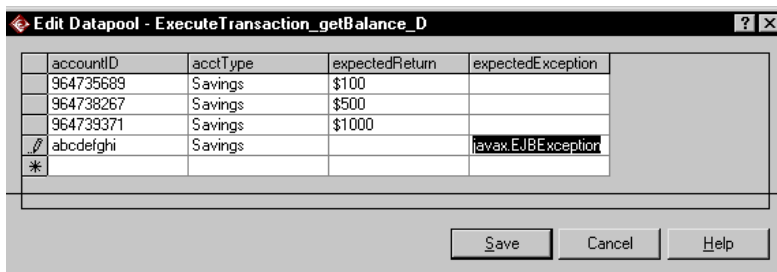 Edit Datapool - ExecuteTransaction_getBalance_D
accountID acctType expectedReturn expectedException
964735689 Savings $100
964738267 Savings $500
964739371 Savings $1000
abcdefghi Savings javax.EJBException
Save Cancel Help